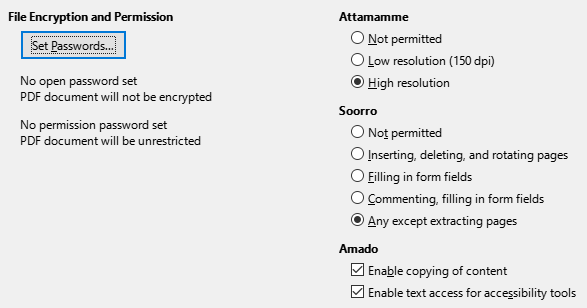 File Encryption and Permission
Set Passwords...
No open password set
PDF document will not be encrypted
No permission password set
PDF document will be unrestricted
Attamamme
Not permitted
Low resolution (150 dpi)
High resolution
Soorro
Not permitted
Inserting, deleting, and rotating pages
Filling in form fields
Commenting, filling in form fields
Any except extracting pages
Amado
Enable copying of content
Enable text access for accessibility tools